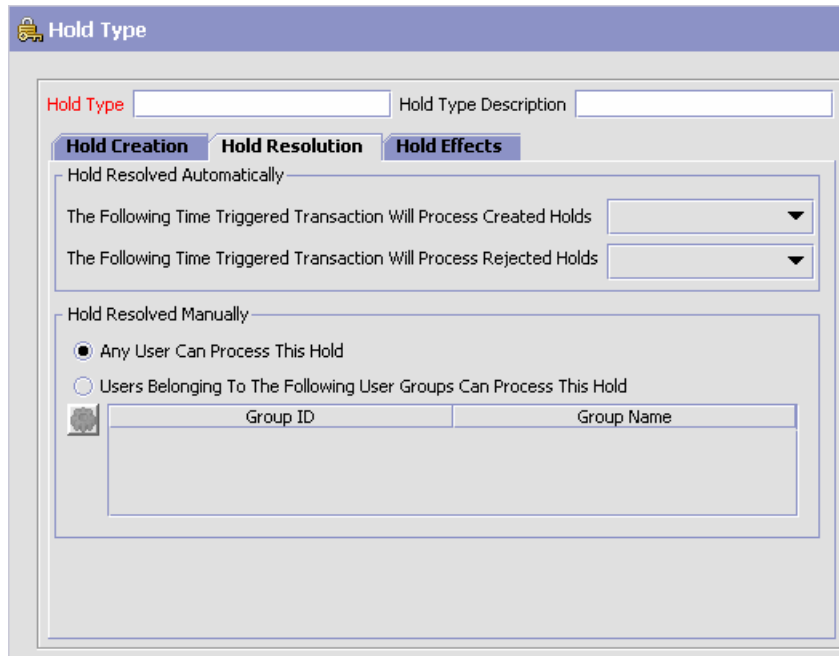 Hold Type
Hold Type Hold Type Description
Hold Creation Hold Resolution Hold Effects
Hold Resolved Automatically
The Following Time Triggered Transaction Will Process Created Holds
The Following Time Triggered Transaction Will Process Rejected Holds
Hold Resolved Manually
Any User Can Process This Hold
Users Belonging To The Following User Groups Can Process This Hold
Group ID Group Name